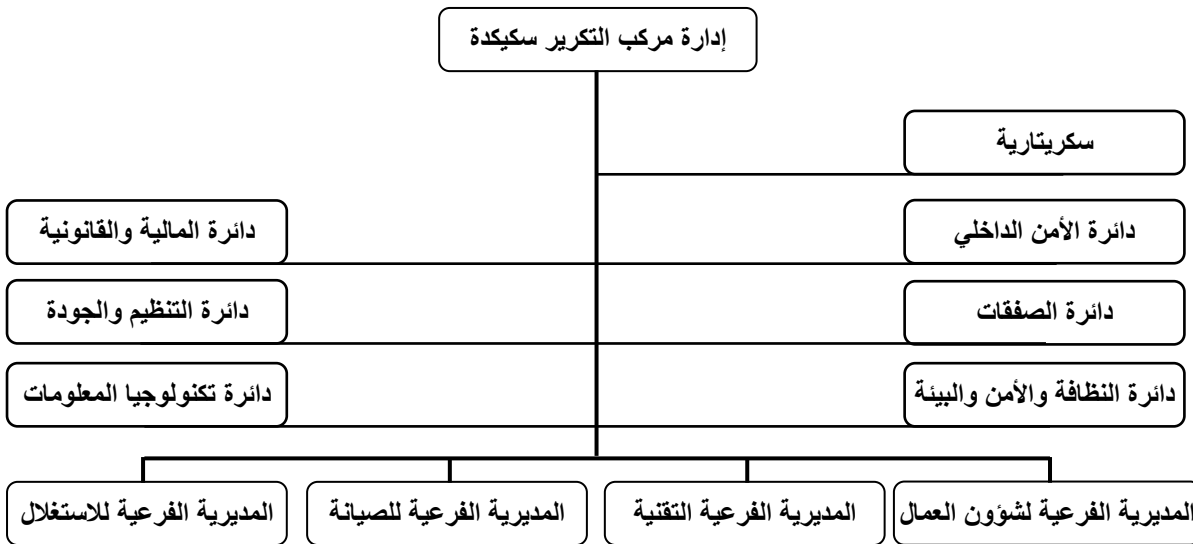 إدارة مركب التكرير سكيكدة
سكريتارية
دائرة الأمن الداخلي
دائرة المالية والقانونية
دائرة الصفقات
دائرة التنظيم والجودة
دائرة النظافة والأمن والبيئة
دائرة تكنولوجيا المعلومات
المديرية الفرعية لشؤون العمال
المديرية الفرعية التقنية
المديرية الفرعية للصيانة
المديرية الفرعية للاستغلال